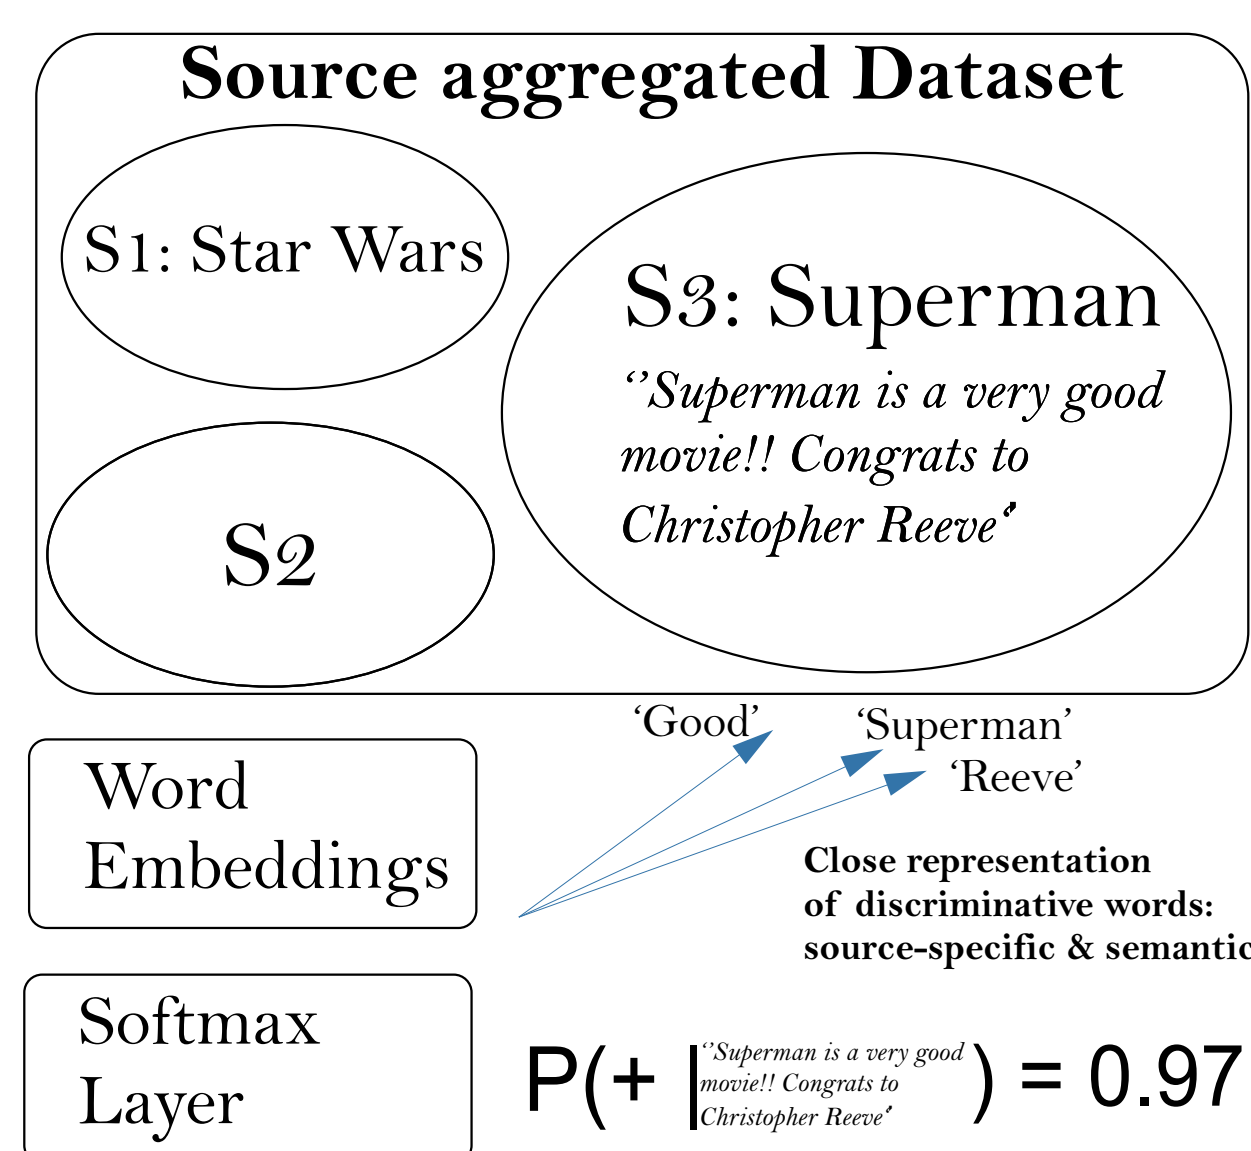 Source aggregated Dataset
S1: Star Wars
S3: Superman
‘’Superman is a very good
movie!! Congrats to
Christopher Reeve‘’
S2
‘Good’
‘Superman’
‘Reeve’
Word
Embeddings
Close representation
of discriminative words:
source-specific & semantic
Softmax
Layer
P(+ |‘’Superman is a very good
movie!! Congrats to
Christopher Reeve‘’) = 0.97